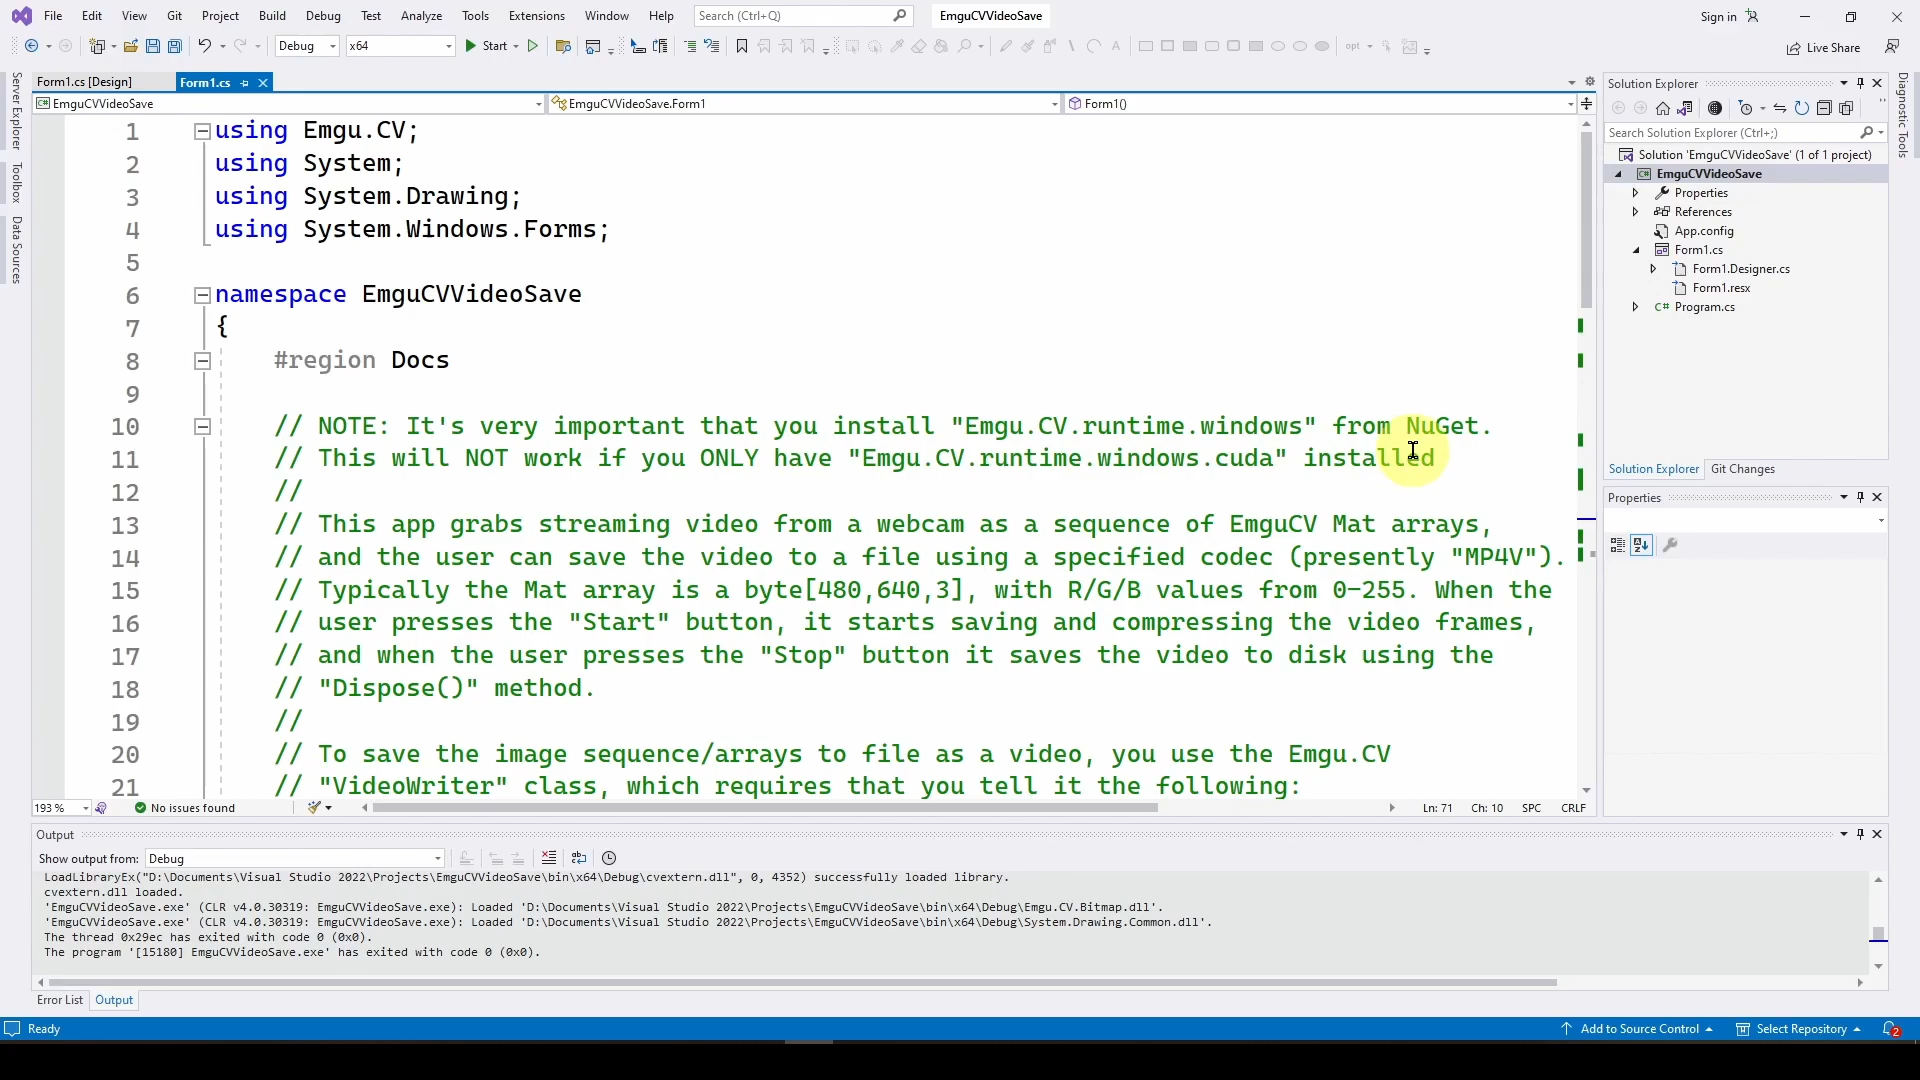 File Edit View Git Project Build Debug Test Analyze Tools Extensions Window Help Search (Ctrl+Q) EmguCVVideoSave Sign in
Debug x64 Start opt Live Share
Form1.cs [Design] Form1.cs
EmguCVVideoSave EmguCVVideoSave.Form1 Form1()
Server Explorer
Toolbox
Data Sources
1 using Emgu.CV;
2 using System;
3 using System.Drawing;
4 using System.Windows.Forms;
5
6 namespace EmguCVVideoSave
7 {
8 #region Docs
9
10 // NOTE: It's very important that you install "Emgu.CV.runtime.windows" from NuGet.
11 // This will NOT work if you ONLY have "Emgu.CV.runtime.windows.cuda" installed
12 //
13 // This app grabs streaming video from a webcam as a sequence of EmguCV Mat arrays,
14 // and the user can save the video to a file using a specified codec (presently "MP4V").
15 // Typically the Mat array is a byte[480,640,3], with R/G/B values from 0-255. When the
16 // user presses the "Start" button, it starts saving and compressing the video frames,
17 // and when the user presses the "Stop" button it saves the video to disk using the
18 // "Dispose()" method.
19 //
20 // To save the image sequence/arrays to file as a video, you use the Emgu.CV
21 // "VideoWriter" class, which requires that you tell it the following:
193 % No issues found Ln: 71 Ch: 10 SPC CRLF
Solution Explorer
Search Solution Explorer (Ctrl+;)
Solution 'EmguCVVideoSave' (1 of 1 project)
EmguCVVideoSave
Properties
References
App.config
Form1.cs
Form1.Designer.cs
Form1.resx
C# Program.cs
Solution Explorer Git Changes
Properties
Diagnostic Tools
Output
Show output from: Debug
LoadLibraryEx("D:\Documents\Visual Studio 2022\Projects\EmguCVVideoSave\bin\x64\Debug\cvextern.dll", 0, 4352) successfully loaded library.
cvextern.dll loaded.
'EmguCVVideoSave.exe' (CLR v4.0.30319: EmguCVVideoSave.exe): Loaded 'D:\Documents\Visual Studio 2022\Projects\EmguCVVideoSave\bin\x64\Debug\Emgu.CV.Bitmap.dll'.
'EmguCVVideoSave.exe' (CLR v4.0.30319: EmguCVVideoSave.exe): Loaded 'D:\Documents\Visual Studio 2022\Projects\EmguCVVideoSave\bin\x64\Debug\System.Drawing.Common.dll'.
The thread 0x29ec has exited with code 0 (0x0).
The program '[15180] EmguCVVideoSave.exe' has exited with code 0 (0x0).
Error List Output
Ready Add to Source Control Select Repository 2